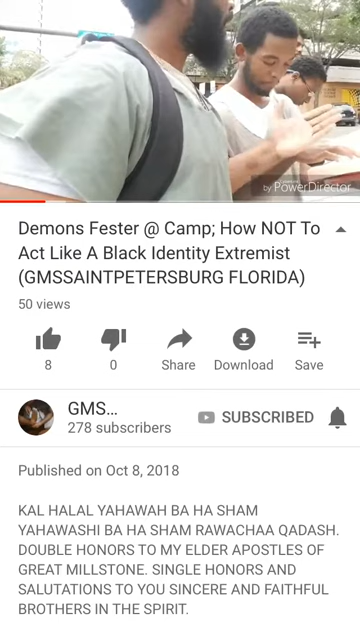 by PowerDirector
Demons Fester @ Camp; How NOT To
Act Like A Black Identity Extremist
(GMSSAINTPETERSBURG FLORIDA)
50 views
8
0
Share
Download
Save
GMS...
278 subscribers
SUBSCRIBED
Published on Oct 8, 2018
KAL HALAL YAHAWAH BA HA SHAM
YAHAWASHI BA HA SHAM RAWACHAA QADASH.
DOUBLE HONORS TO MY ELDER APOSTLES OF
GREAT MILLSTONE. SINGLE HONORS AND
SALUTATIONS TO YOU SINCERE AND FAITHFUL
BROTHERS IN THE SPIRIT.